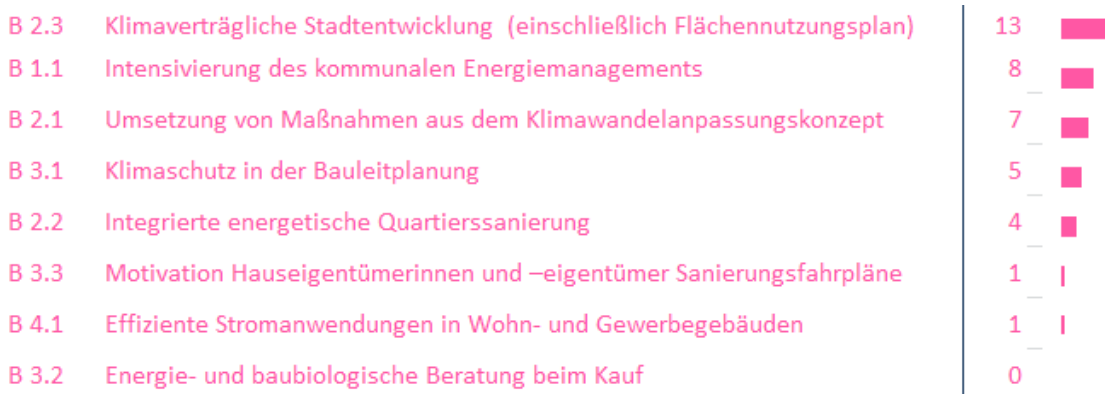 B 2.3 Klimaverträgliche Stadtentwicklung (einschließlich Flächennutzungsplan) 13
B 1.1 Intensivierung des kommunalen Energiemanagements 8
B 2.1 Umsetzung von Maßnahmen aus dem Klimawandelanpassungskonzept 7
B 3.1 Klimaschutz in der Bauleitplanung 5
B 2.2 Integrierte energetische Quartierssanierung 4
B 3.3 Motivation Hauseigentümerinnen und –eigentümer Sanierungsfahrpläne 1
B 4.1 Effiziente Stromanwendungen in Wohn- und Gewerbegebäuden 1
B 3.2 Energie- und baubiologische Beratung beim Kauf 0